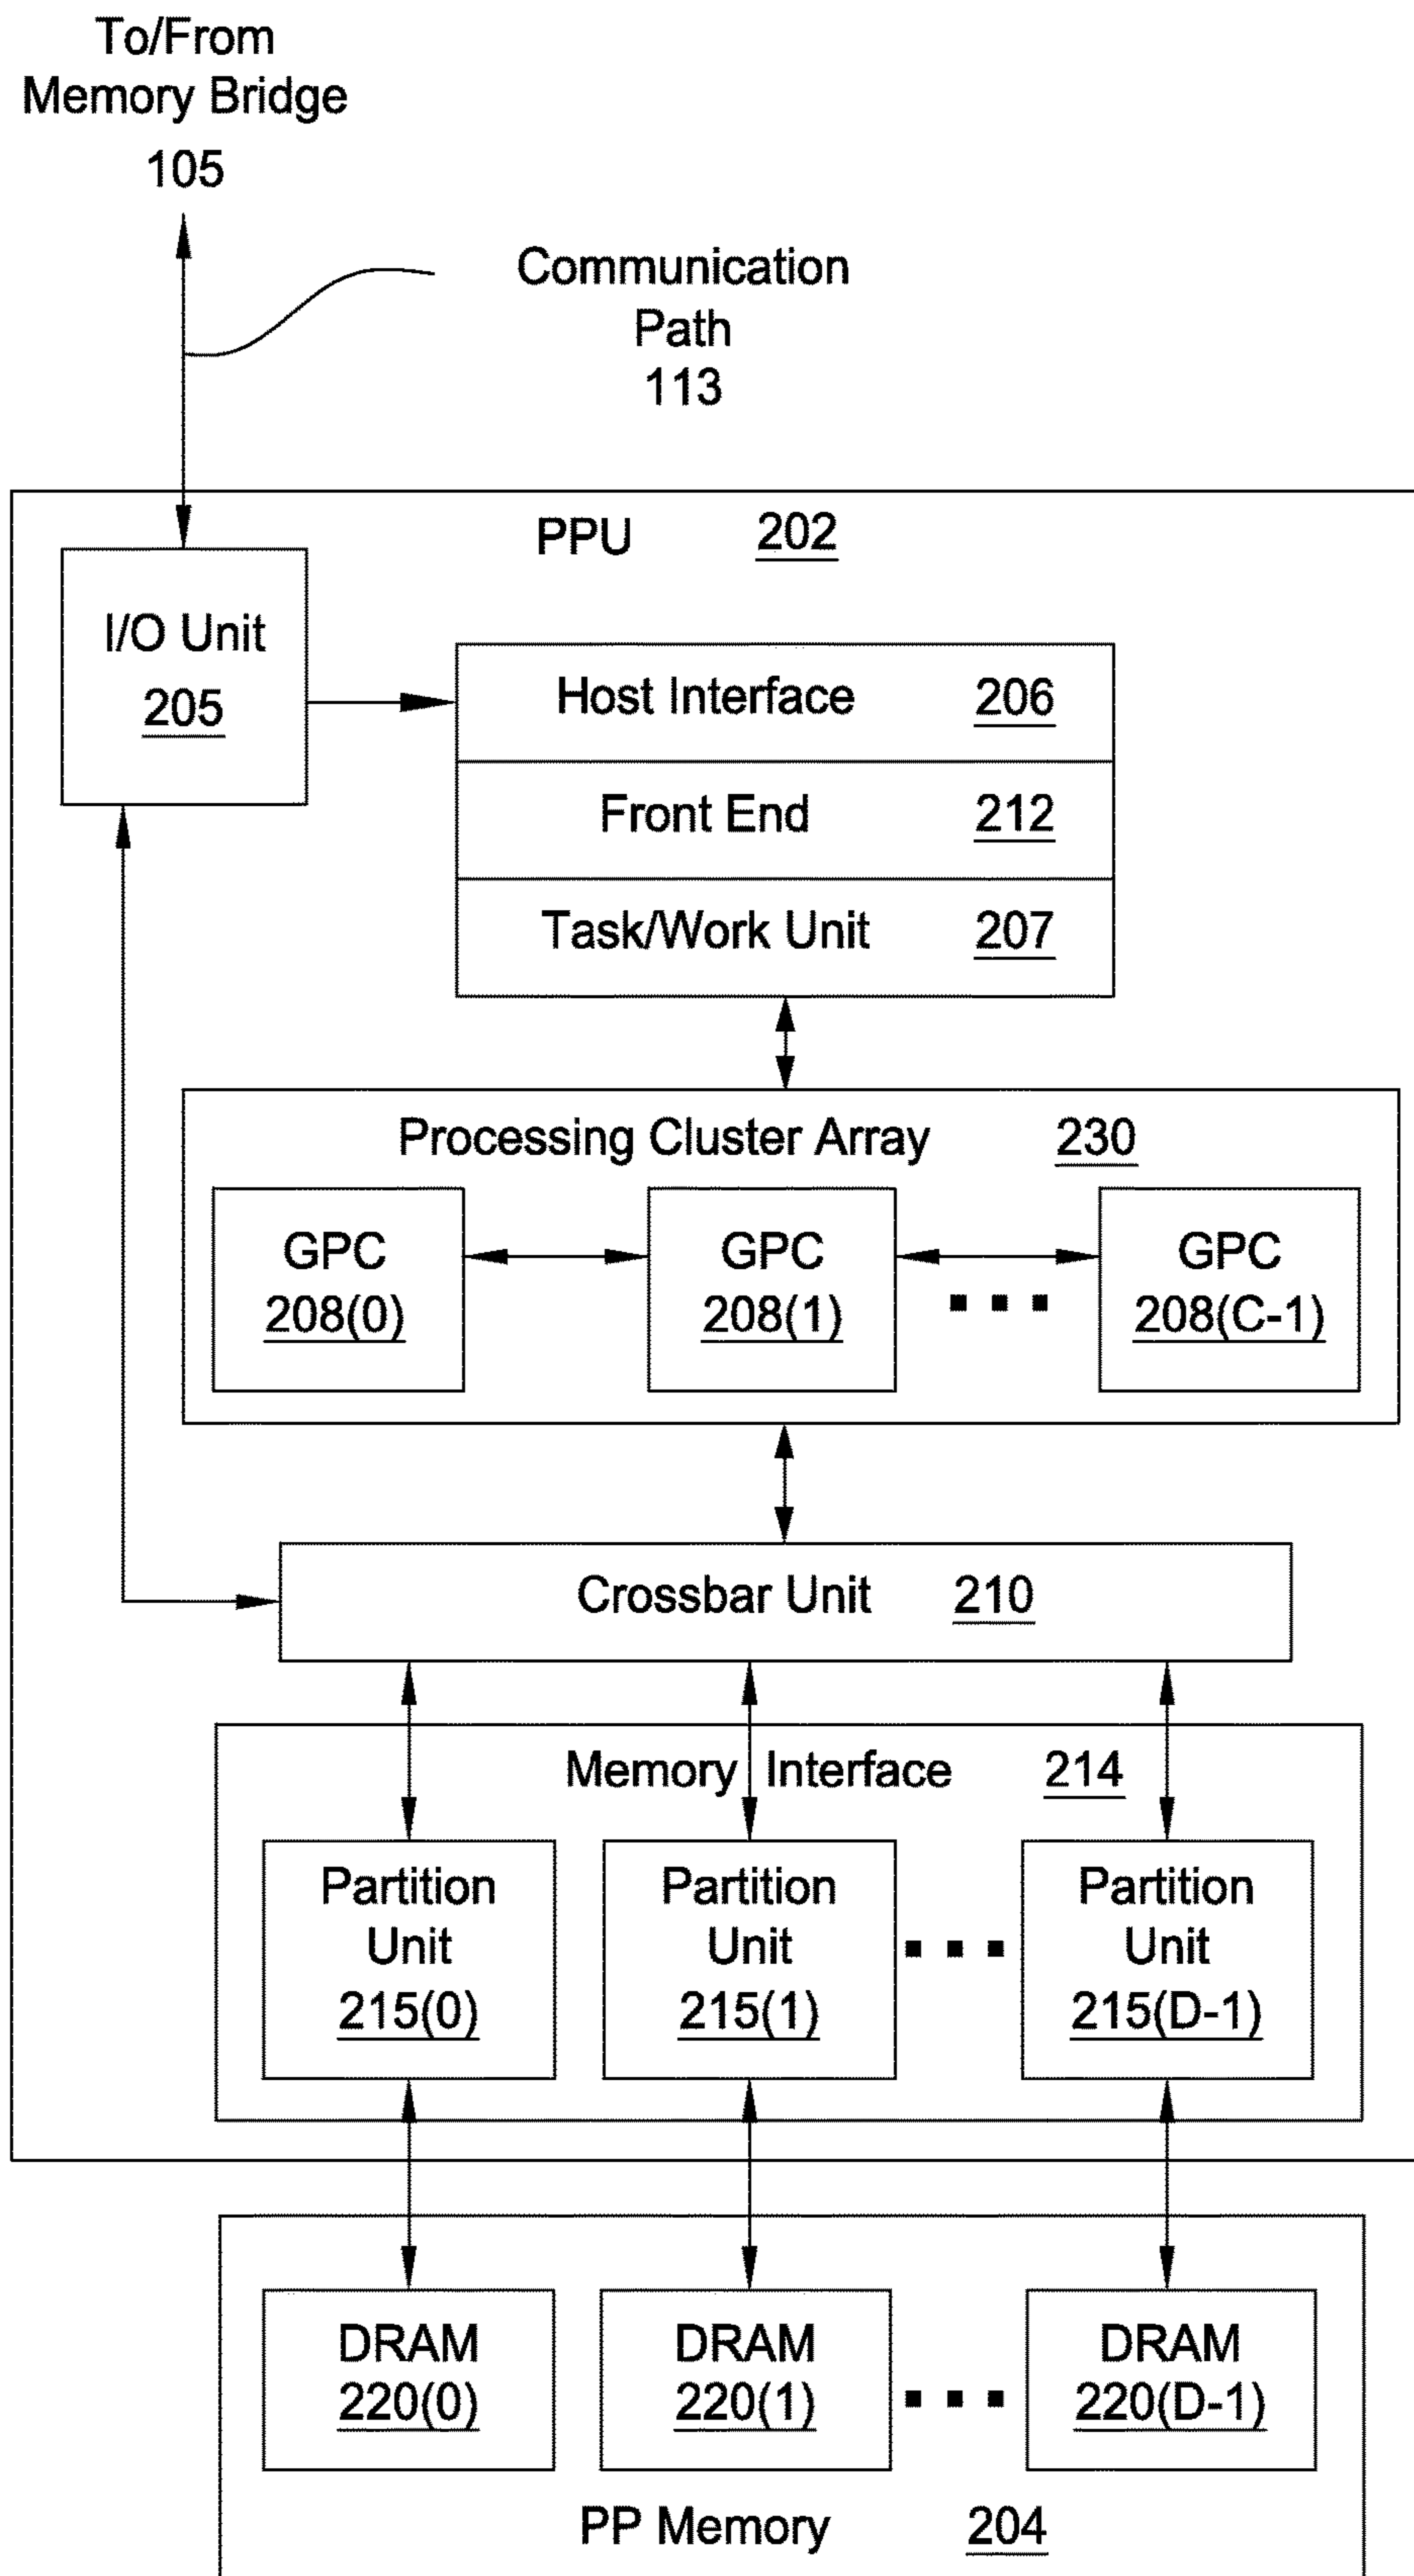 To/From
Memory Bridge
105
Communication
Path
113
PPU 202
I/O Unit
205
Host Interface 206
Front End 212
Task/Work Unit 207
Processing Cluster Array 230
GPC
208(0)
GPC
208(1)
GPC
208(C-1)
Crossbar Unit 210
Memory Interface 214
Partition
Unit
215(0)
Partition
Unit
215(1)
Partition
Unit
215(D-1)
DRAM
220(0)
DRAM
220(1)
DRAM
220(D-1)
PP Memory 204